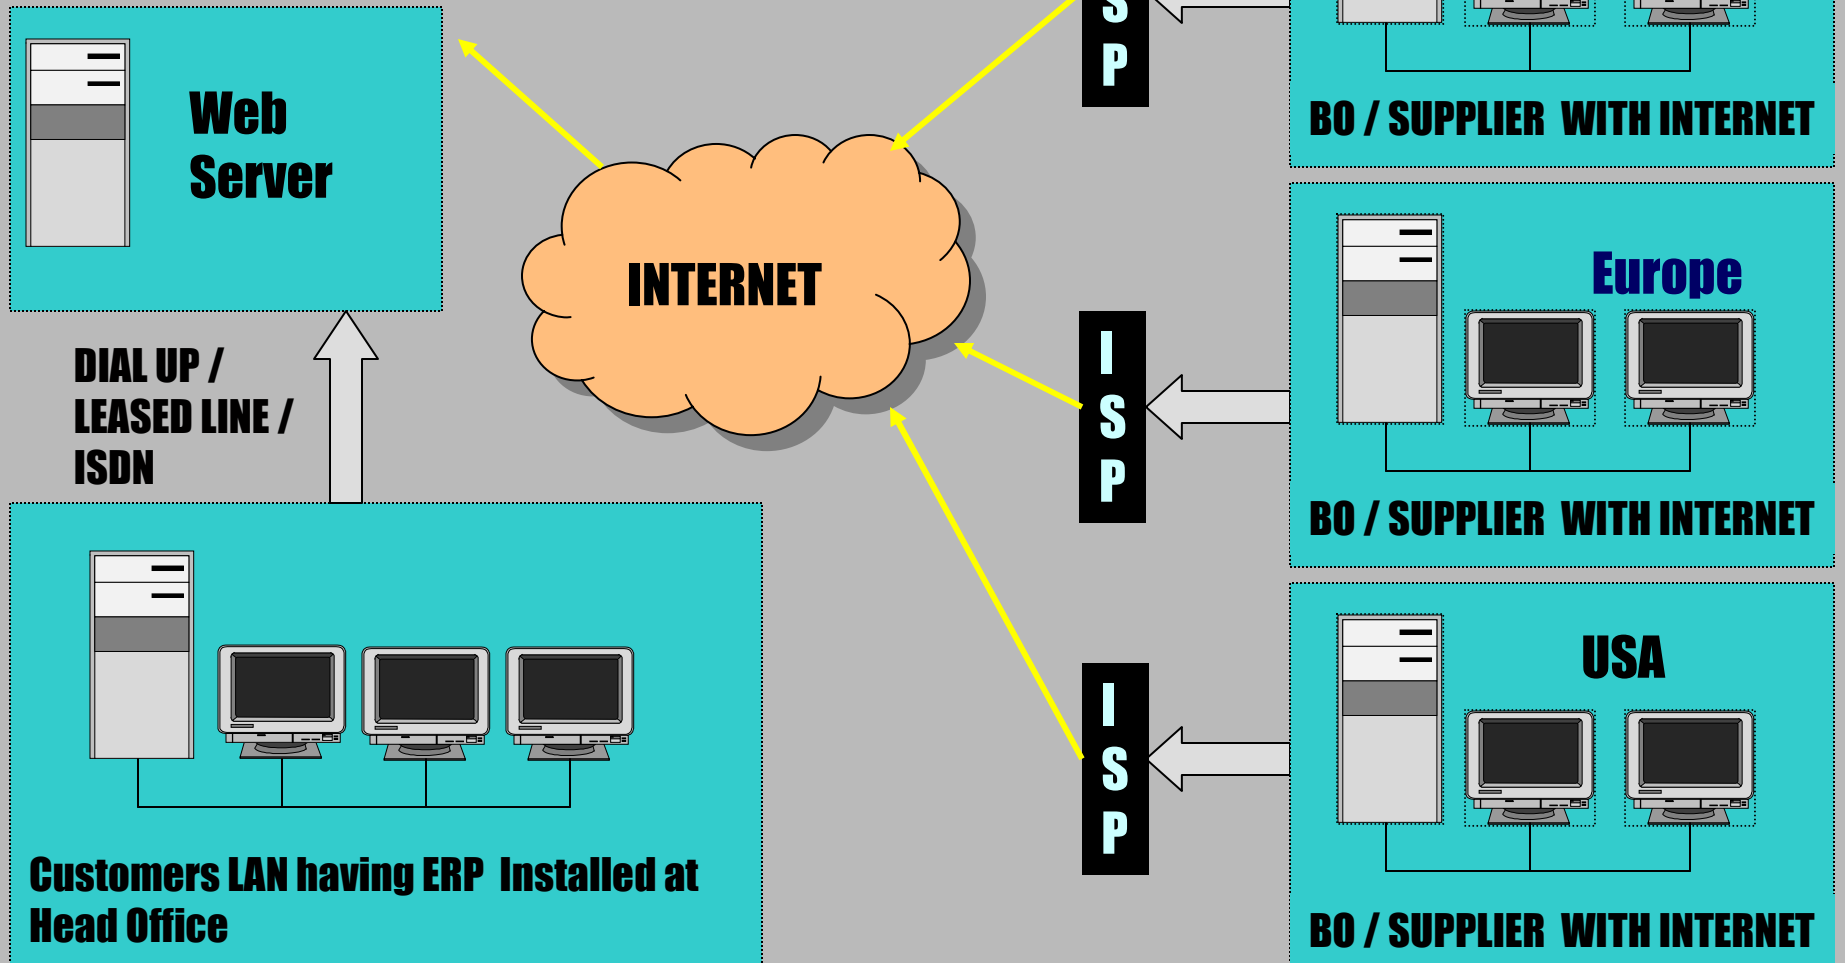 Web
Server
INTERNET
DIAL UP /
LEASED LINE /
ISDN
Customers LAN having ERP  Installed at
Head Office
S
P
BO / SUPPLIER  WITH INTERNET
I
S
P
Europe
BO / SUPPLIER  WITH INTERNET
I
S
P
USA
BO / SUPPLIER  WITH INTERNET